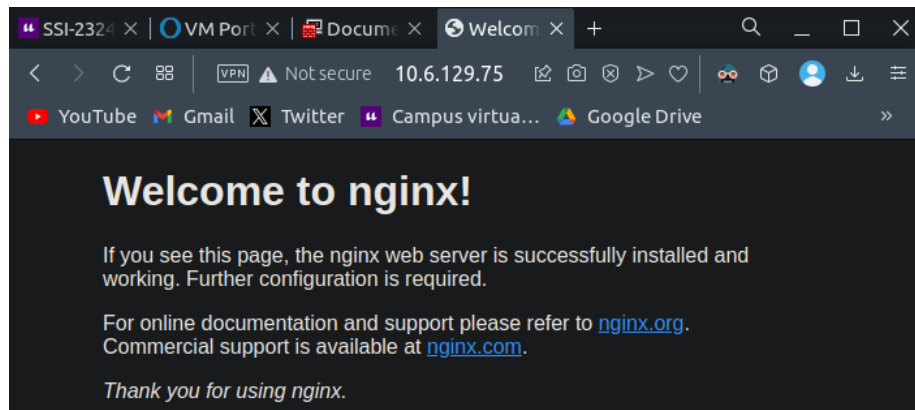 SSI-2324
VM Port
Docume
Welcom
VPN Not secure 10.6.129.75
YouTube Gmail Twitter Campus virtua... Google Drive
Welcome to nginx!
If you see this page, the nginx web server is successfully installed and
working. Further configuration is required.
For online documentation and support please refer to nginx.org.
Commercial support is available at nginx.com.
Thank you for using nginx.